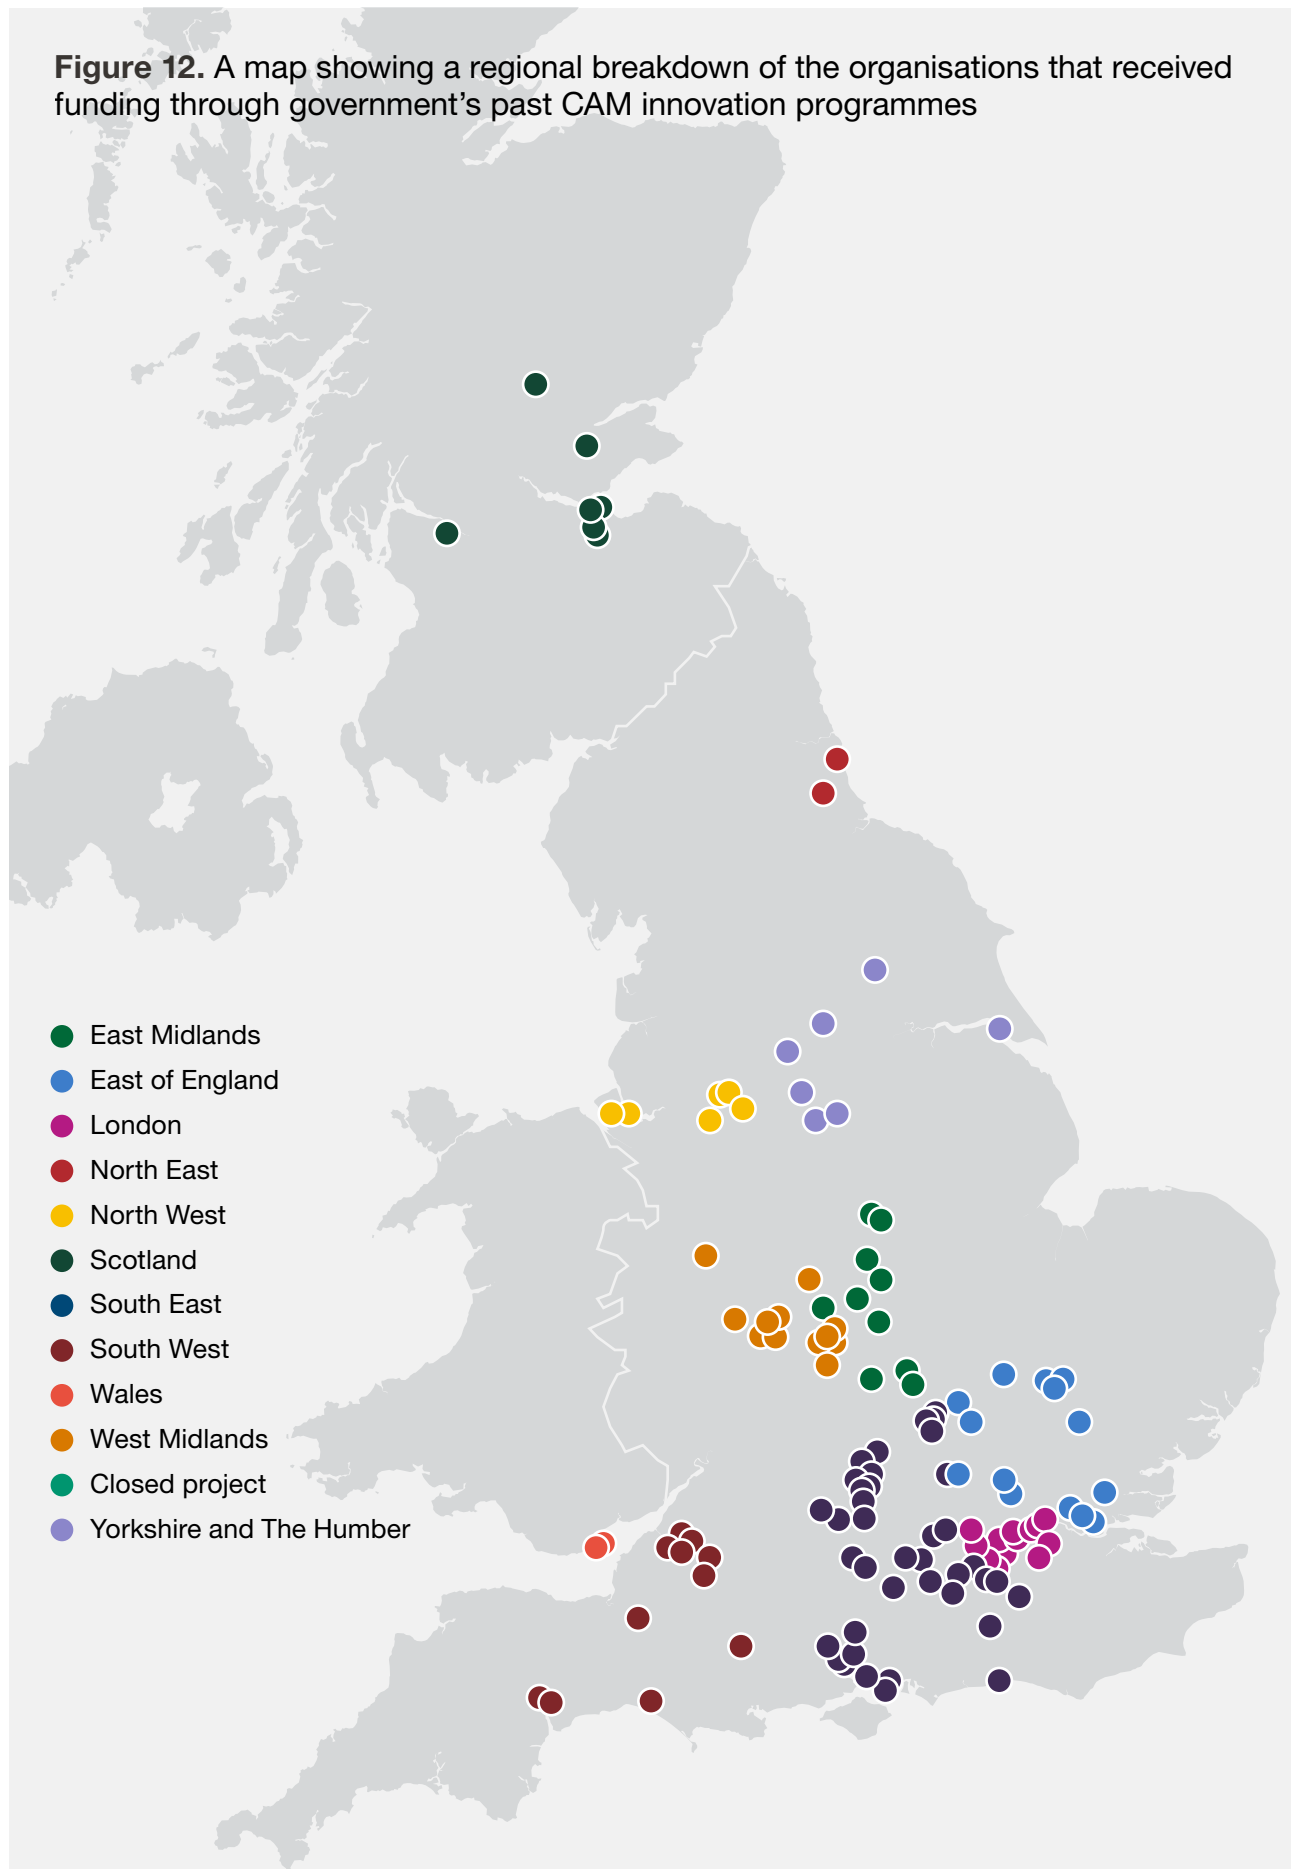 Figure 12. A map showing a regional breakdown of the organisations that received
funding through government’s past CAM innovation programmes
East Midlands
East of England
London
North East
North West
Scotland
South East
South West
Wales
West Midlands
Closed project
Yorkshire and The Humber